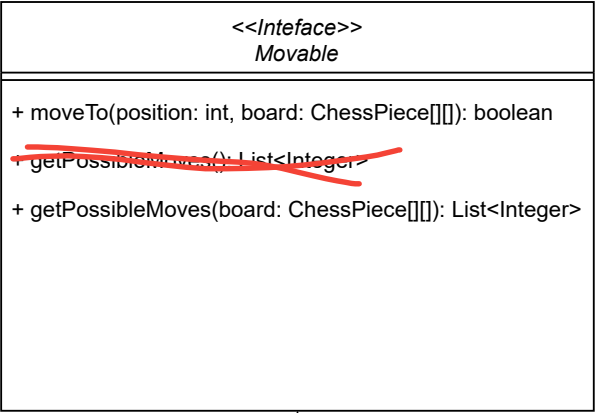 <<Inteface>>
Movable
+ moveTo(position: int, board: ChessPiece[][]): boolean
+ getPossibleMoves(): List<Integer>
+ getPossibleMoves(board: ChessPiece[][]): List<Integer>